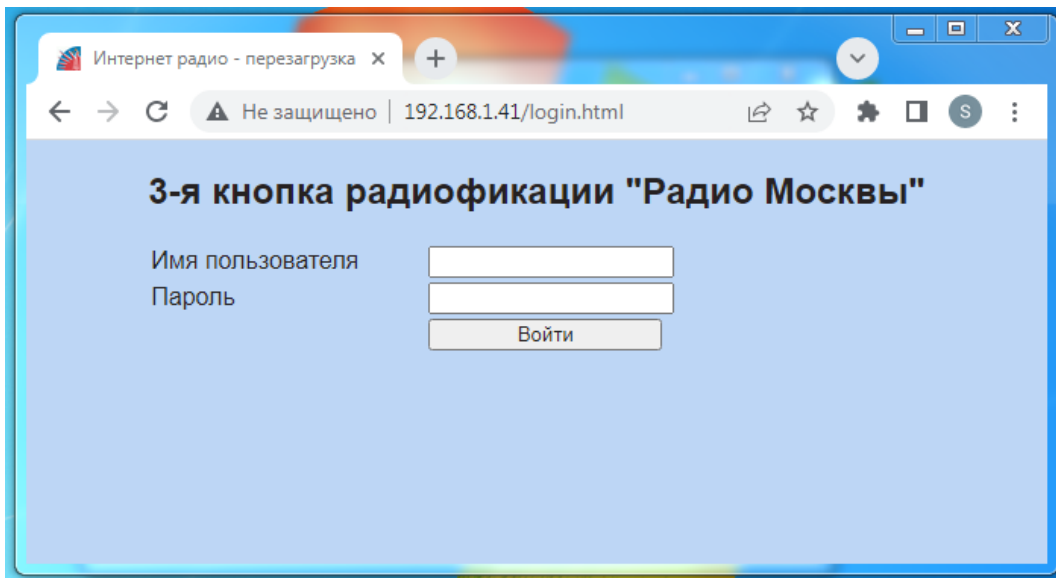 Интернет радио - перезагрузка
Не защищено | 192.168.1.41/login.html
S
3-я кнопка радиофикации "Радио Москвы"
Имя пользователя
Пароль
Войти